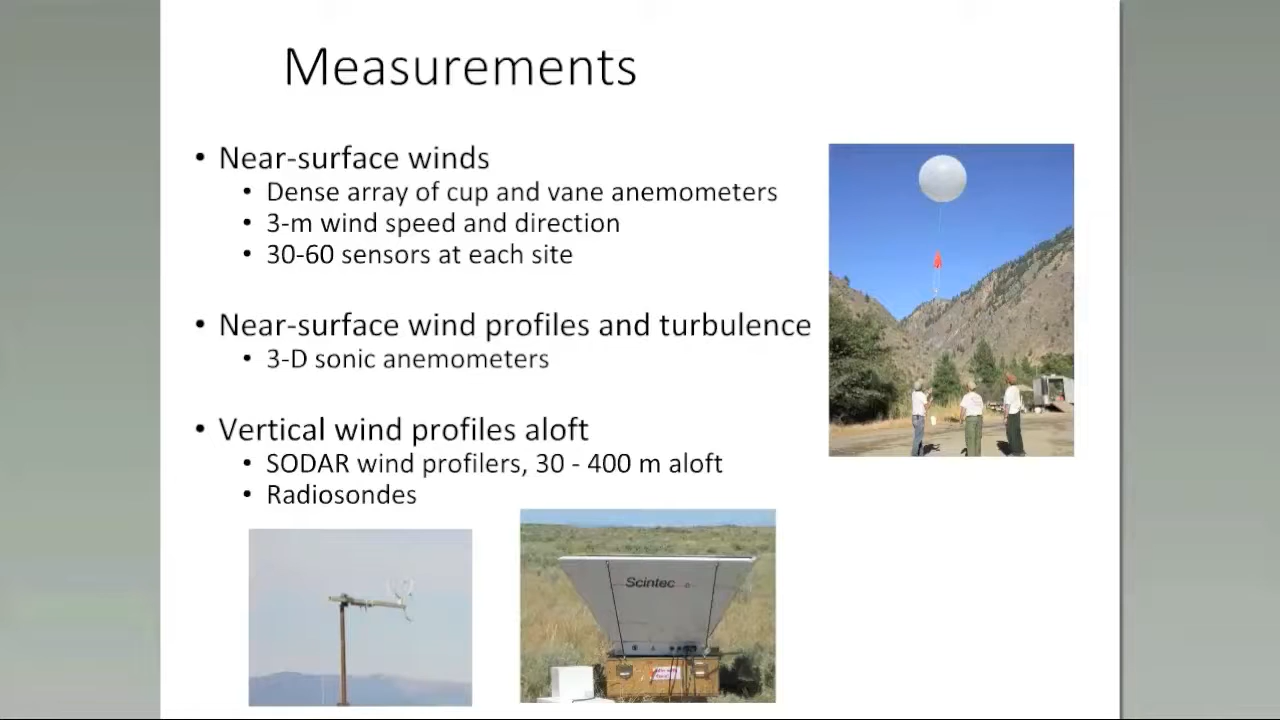 Measurements
• Near-surface winds
• Dense array of cup and vane anemometers
• 3-m wind speed and direction
• 30-60 sensors at each site
• Near-surface wind profiles and turbulence
• 3-D sonic anemometers
• Vertical wind profiles aloft
• SODAR wind profilers, 30 - 400 m aloft
• Radiosondes
Scintec